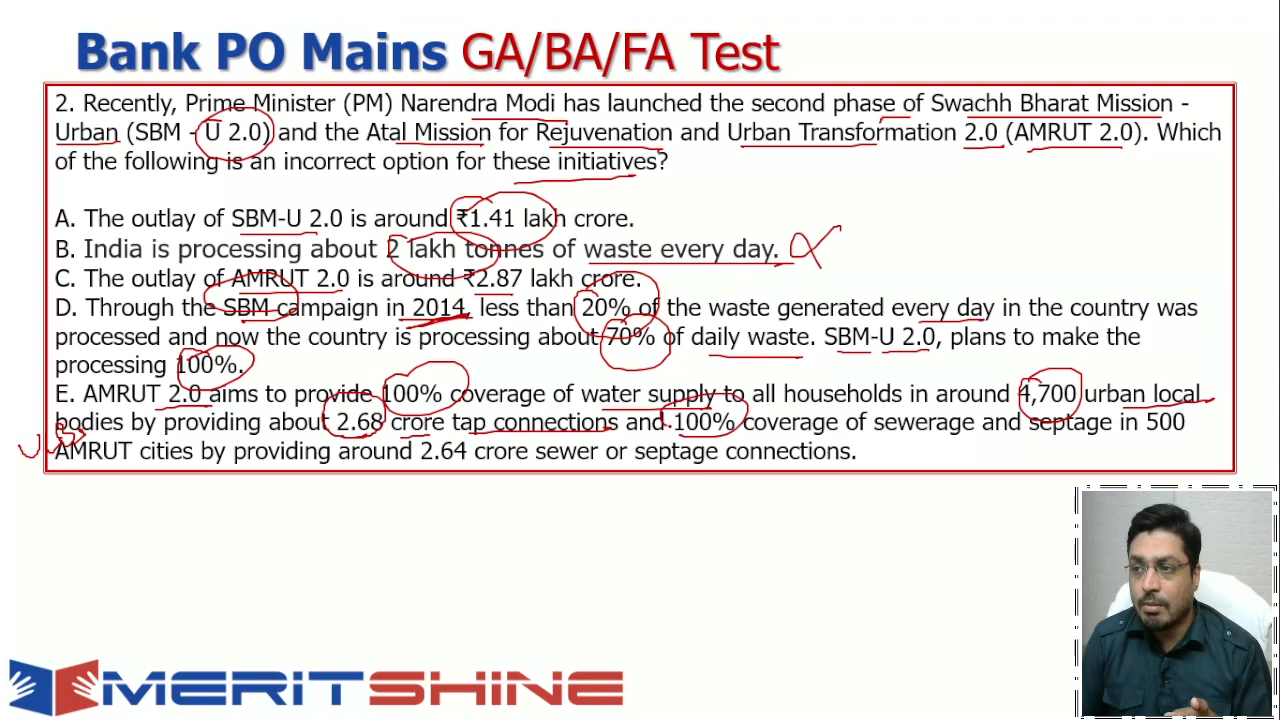 Bank PO Mains GA/BA/FA Test
2. Recently, Prime Minister (PM) Narendra Modi has launched the second phase of Swachh Bharat Mission -
Urban (SBM - U 2.0) and the Atal Mission for Rejuvenation and Urban Transformation 2.0 (AMRUT 2.0). Which
of the following is an incorrect option for these initiatives?
A. The outlay of SBM-U 2.0 is around ₹1.41 lakh crore.
B. India is processing about 2 lakh tonnes of waste every day.
C. The outlay of AMRUT 2.0 is around ₹2.87 lakh crore.
D. Through the SBM campaign in 2014, less than 20% of the waste generated every day in the country was
processed and now the country is processing about 70% of daily waste. SBM-U 2.0, plans to make the
processing 100%.
E. AMRUT 2.0 aims to provide 100% coverage of water supply to all households in around 4,700 urban local
bodies by providing about 2.68 crore tap connections and 100% coverage of sewerage and septage in 500
AMRUT cities by providing around 2.64 crore sewer or septage connections.
MERITSHINE